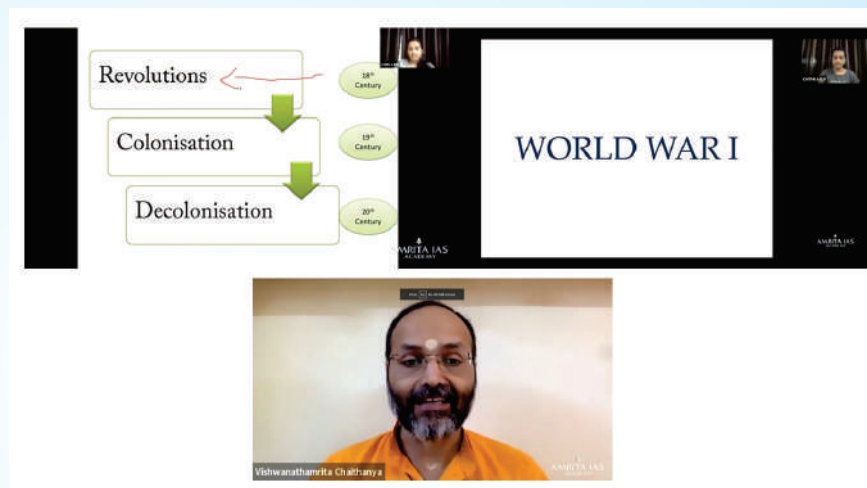 Revolutions
18th
Century
Colonisation
19th
Century
Decolonisation
20th
Century
AMRITA IAS
ACADEMY
WORLD WAR I
AMRITA IAS
Vishwanathamrita Chaithanya
AMRITA IAS